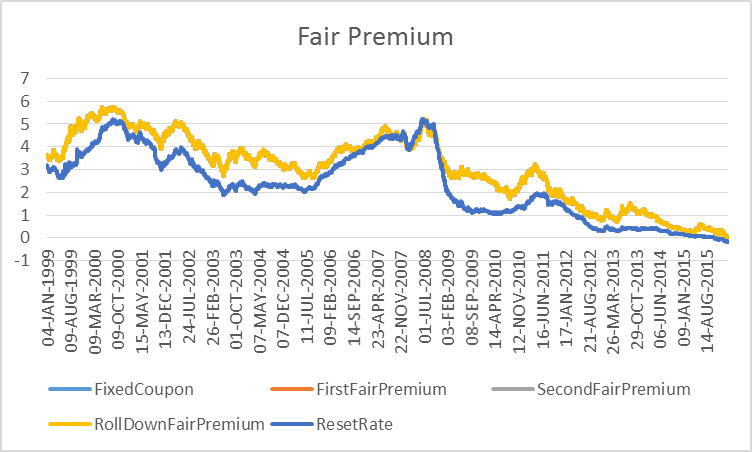 Fair Premium
7
6
5
4
3
2
1
0
-1
04-JAN-1999
09-AUG-1999
09-MAR-2000
09-OCT-2000
15-MAY-2001
13-DEC-2001
24-JUL-2002
26-FEB-2003
01-OCT-2003
07-MAY-2004
07-DEC-2004
11-JUL-2005
09-FEB-2006
14-SEP-2006
23-APR-2007
22-NOV-2007
01-JUL-2008
03-FEB-2009
08-SEP-2009
14-APR-2010
12-NOV-2010
16-JUN-2011
17-JAN-2012
21-AUG-2012
26-MAR-2013
29-OCT-2013
06-JUN-2014
09-JAN-2015
14-AUG-2015
FixedCoupon FirstFairPremium SecondFairPremium
RollDownFairPremium ResetRate